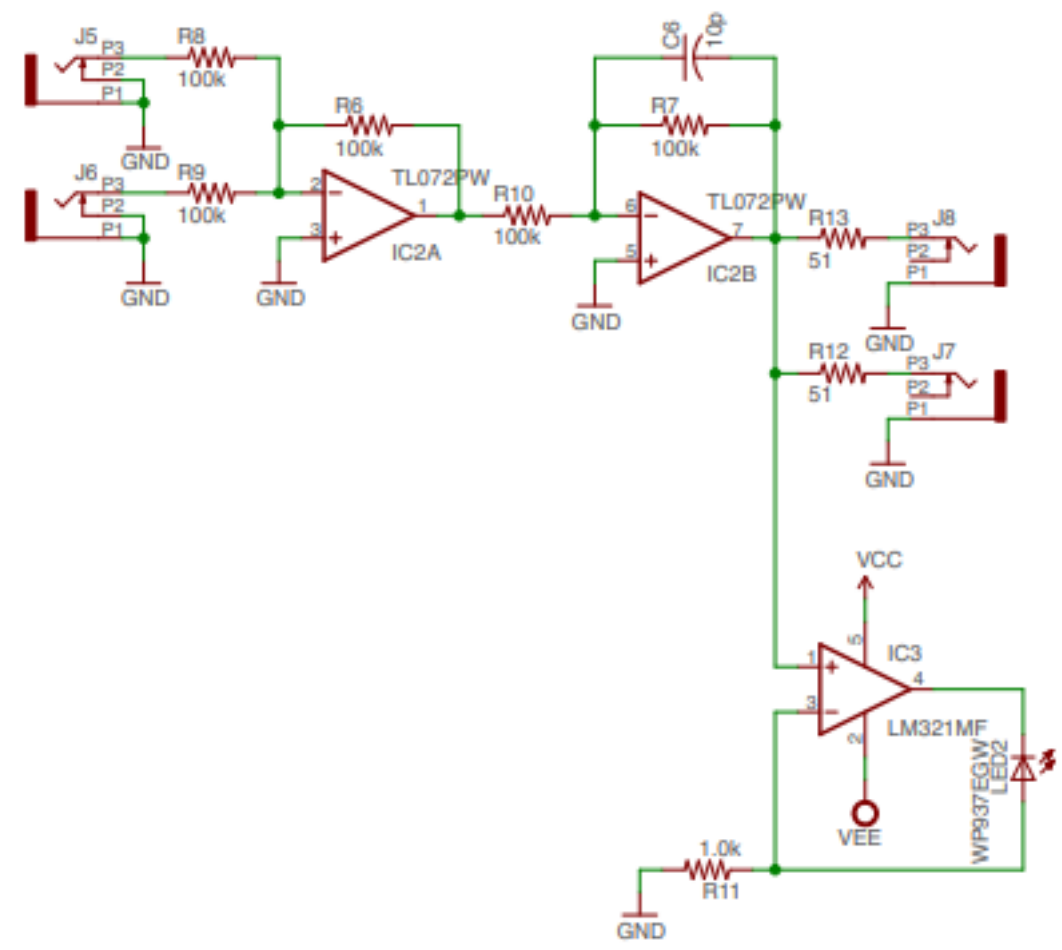 J5
P3
P2
P1
GND
R8
100k
J6
P3
P2
P1
GND
R9
100k
R6
100k
2
3
1
TL072PW
IC2A
GND
R10
100k
C6
10p
R7
100k
6
5
7
TL072PW
IC2B
GND
R13
51
J8
P3
P2
P1
GND
R12
51
J7
P3
P2
P1
GND
VCC
5
IC3
1
3
4
2
LM321MF
VEE
WP937EGW
LED2
1.0k
R11
GND